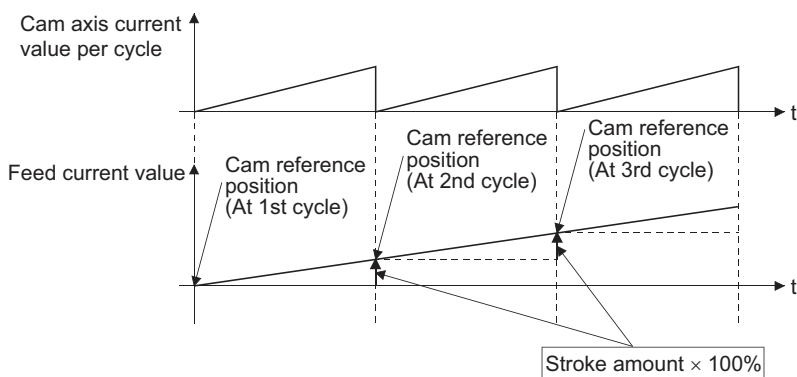 Cam axis current
value per cycle
t
Cam reference
position
(At 1st cycle)
Cam reference
position
(At 2nd cycle)
Cam reference
position
(At 3rd cycle)
Feed current value
t
Stroke amount × 100%